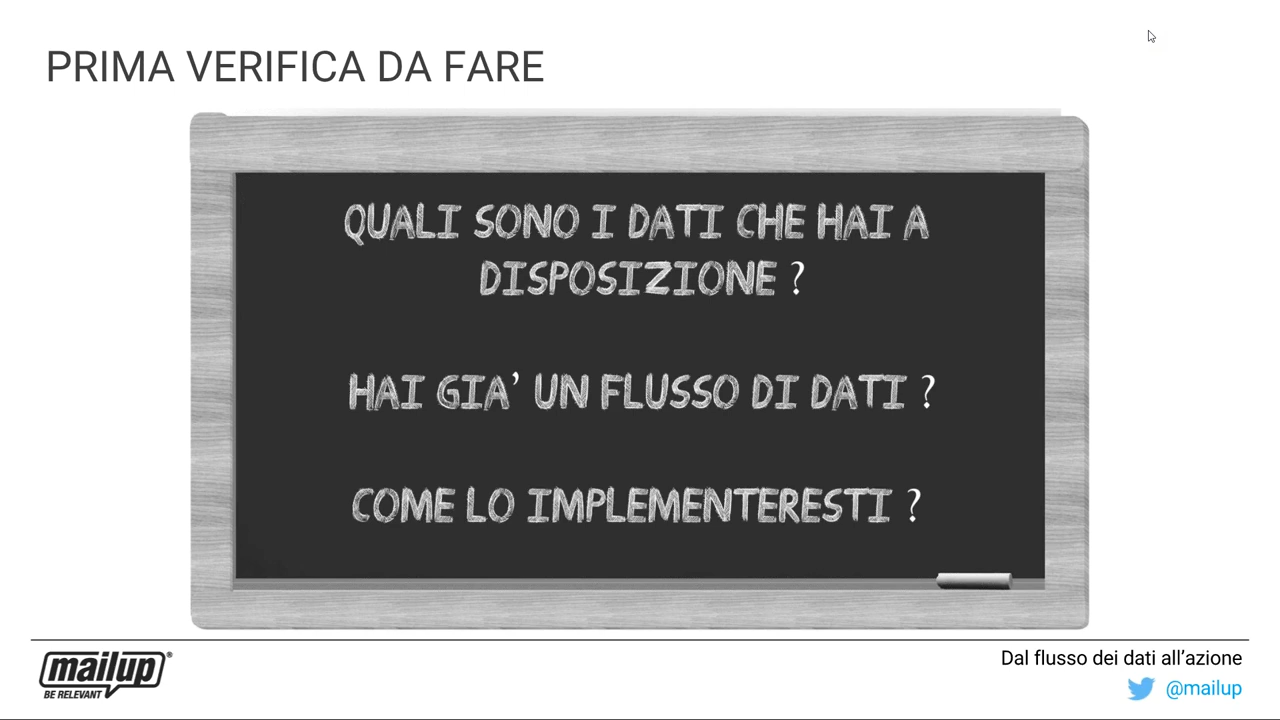 PRIMA VERIFICA DA FARE
QUALI SONO I DATI CHE HAI A
DISPOSIZIONE ?
HAI GIA' UN FLUSSO DI DATI ?
COME LO IMPLEMENTERESTI ?
mailup®
BE RELEVANT
Dal flusso dei dati all’azione
@mailup